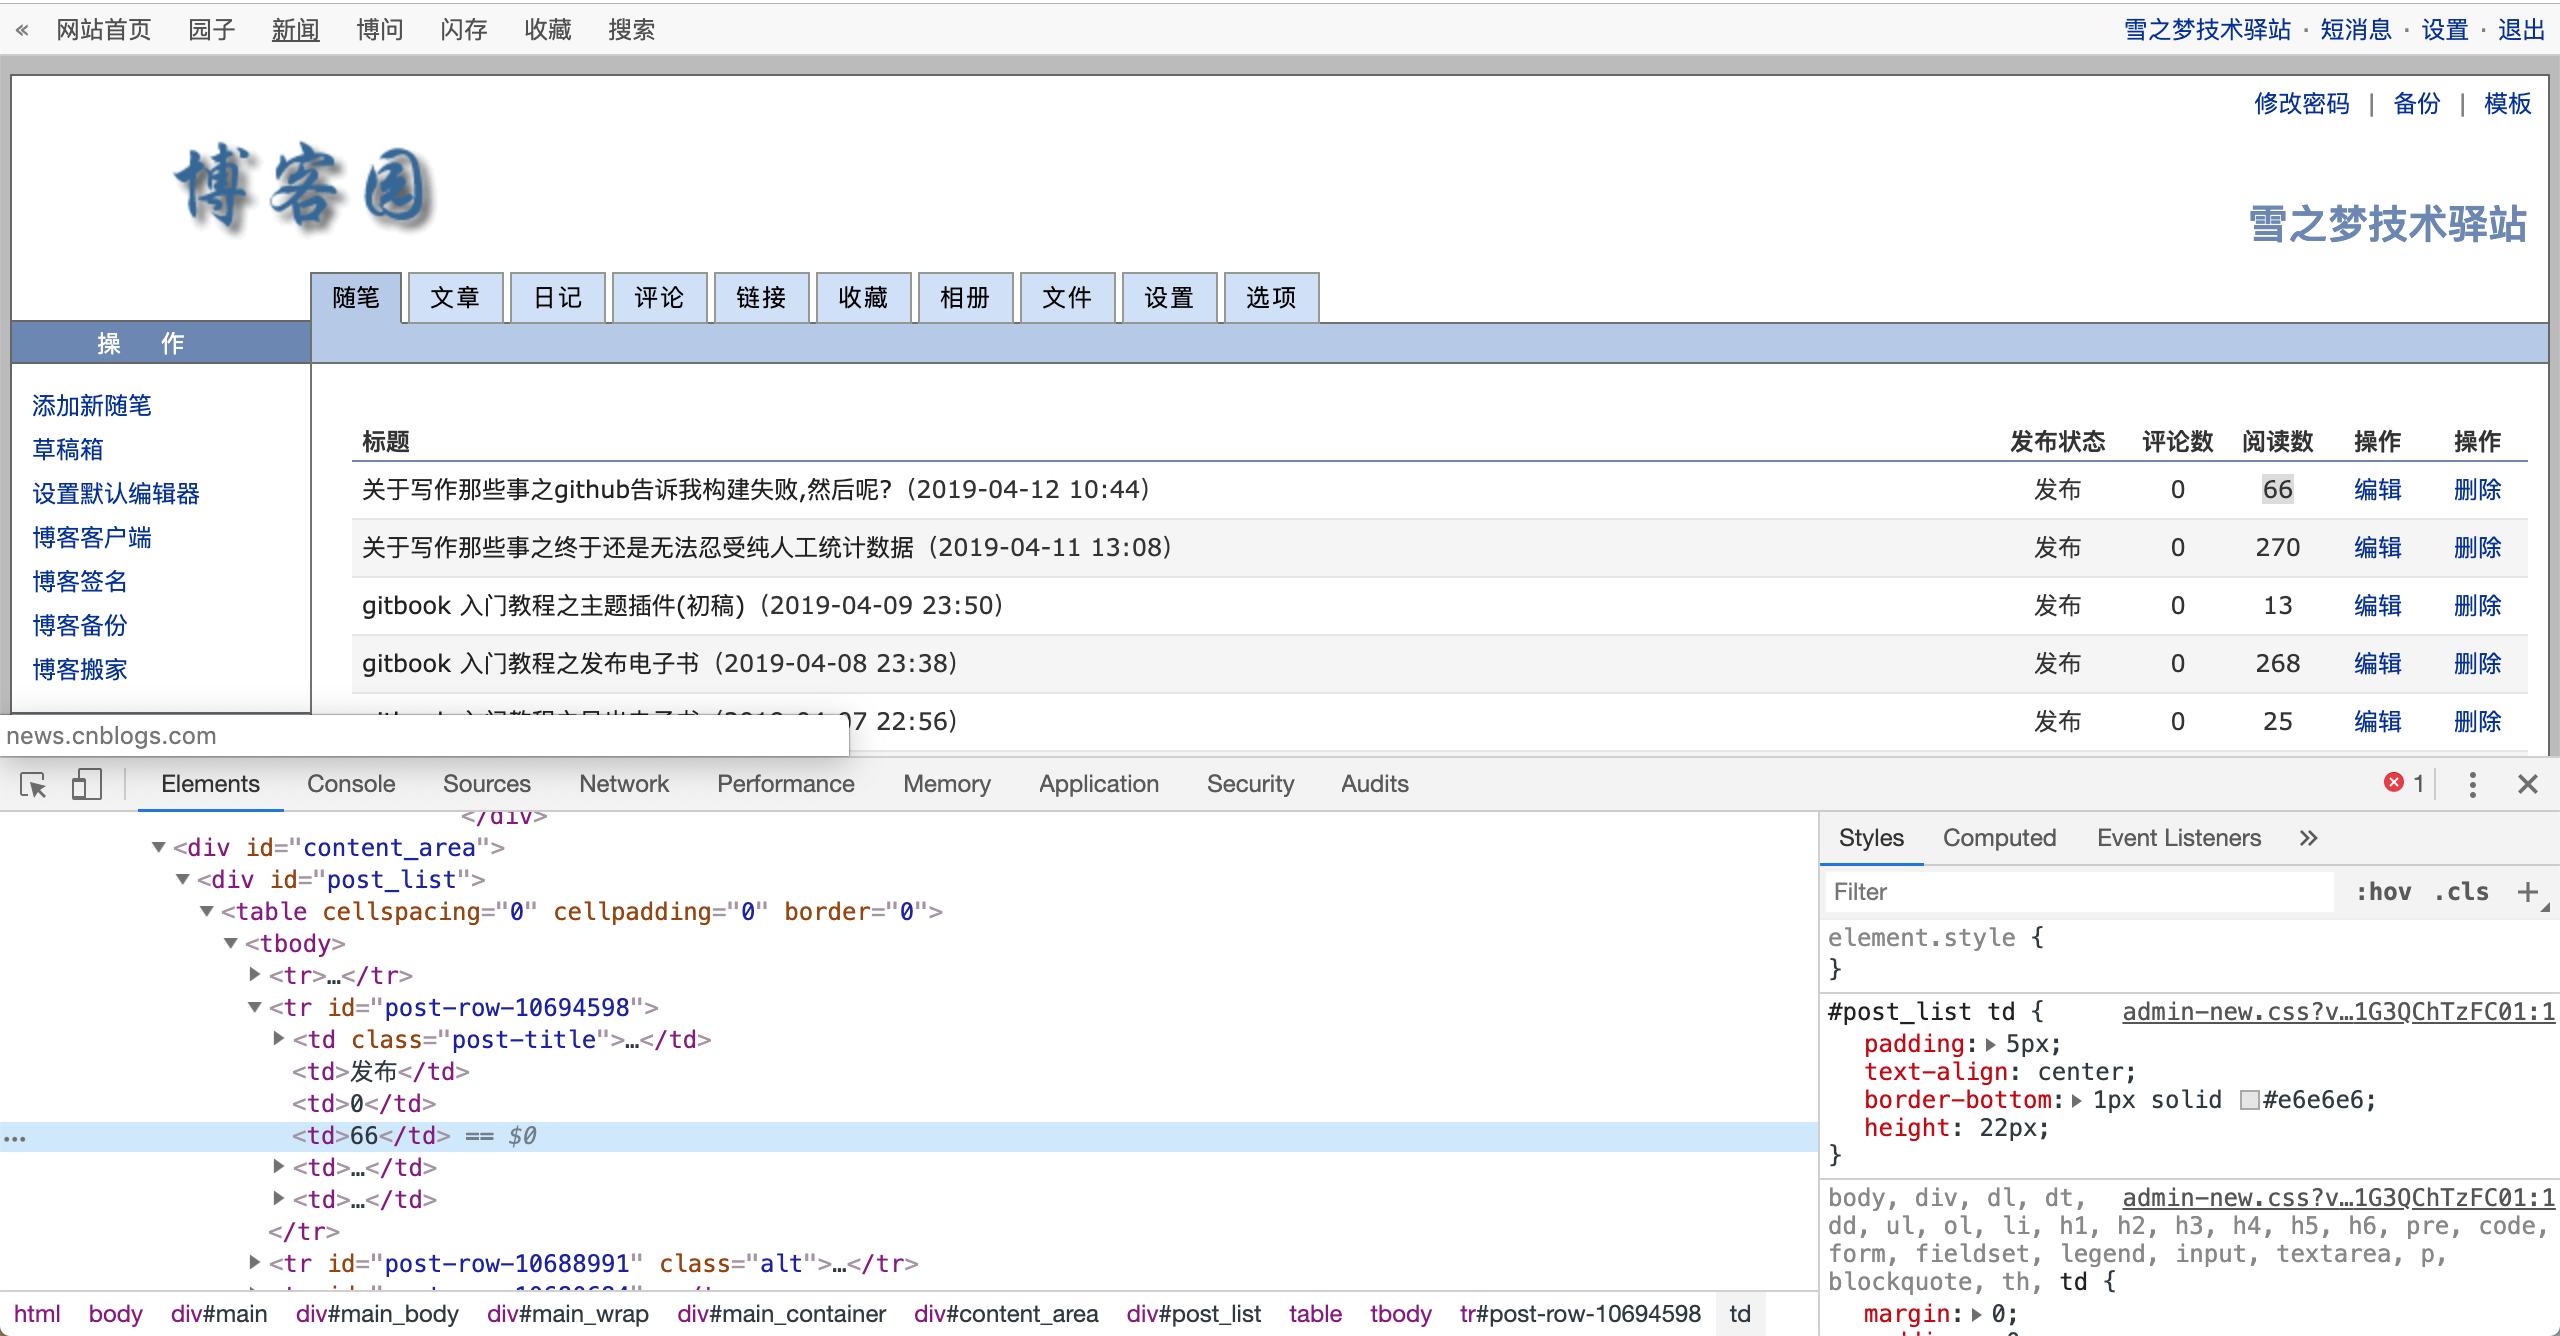 « 网站首页 园子 新闻 博问 闪存 收藏 搜索 雪之梦技术驿站 · 短消息 · 设置 · 退出
修改密码 | 备份 | 模板
博客园
雪之梦技术驿站
随笔 文章 日记 评论 链接 收藏 相册 文件 设置 选项
操 作
添加新随笔
草稿箱
设置默认编辑器
博客客户端
博客签名
博客备份
博客搬家
标题 发布状态 评论数 阅读数 操作 操作
关于写作那些事之github告诉我构建失败,然后呢? (2019-04-12 10:44) 发布 0 66 编辑 删除
关于写作那些事之终于还是无法忍受纯人工统计数据 (2019-04-11 13:08) 发布 0 270 编辑 删除
gitbook 入门教程之主题插件(初稿) (2019-04-09 23:50) 发布 0 13 编辑 删除
gitbook 入门教程之发布电子书 (2019-04-08 23:38) 发布 0 268 编辑 删除
22:56) 发布 0 25 编辑 删除
news.cnblogs.com
Elements Console Sources Network Performance Memory Application Security Audits 1
</div>
<div id="content_area">
<div id="post_list">
<table cellspacing="0" cellpadding="0" border="0">
<tbody>
<tr>…</tr>
<tr id="post-row-10694598">
<td class="post-title">…</td>
<td>发布</td>
<td>0</td>
… <td>66</td> == $0
<td>…</td>
<td>…</td>
</tr>
<tr id="post-row-10688991" class="alt">…</tr>
html body div#main div#main_body div#main_wrap div#main_container div#content_area div#post_list table tbody tr#post-row-10694598 td
Styles Computed Event Listeners »
Filter :hov .cls +
element.style {
}
#post_list td { admin-new.css?v…1G3QChTzFC01:1
padding: 5px;
text-align: center;
border-bottom: 1px solid #e6e6e6;
height: 22px;
}
body, div, dl, dt, admin-new.css?v…1G3QChTzFC01:1
dd, ul, ol, li, h1, h2, h3, h4, h5, h6, pre, code,
form, fieldset, legend, input, textarea, p,
blockquote, th, td {
margin: 0;